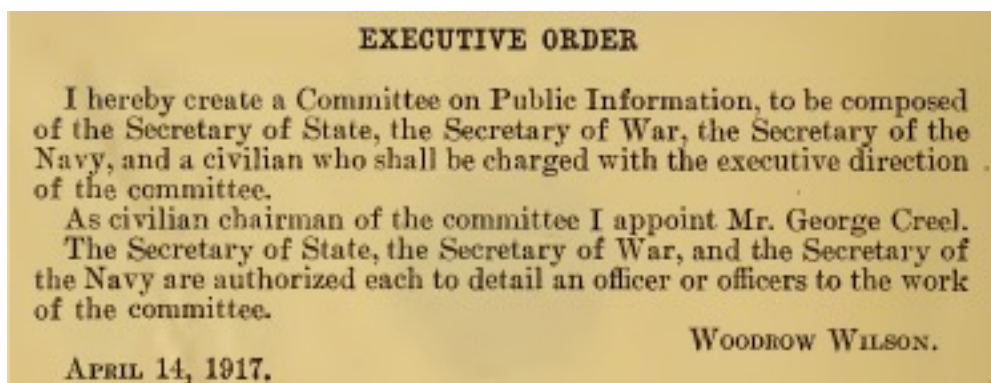 EXECUTIVE ORDER
I hereby create a Committee on Public Information, to be composed
of the Secretary of State, the Secretary of War, the Secretary of the
Navy, and a civilian who shall be charged with the executive direction
of the committee.
As civilian chairman of the committee I appoint Mr. George Creel.
The Secretary of State, the Secretary of War, and the Secretary of
the Navy are authorized each to detail an officer or officers to the work
of the committee.
WOODROW WILSON.
APRIL 14, 1917.